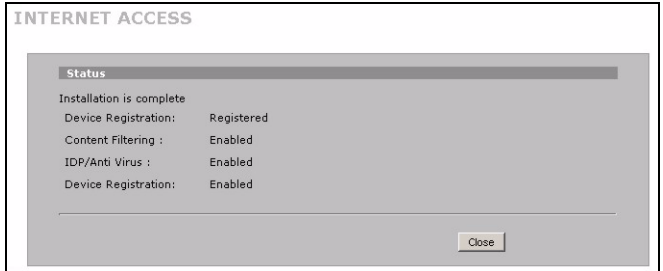 INTERNET ACCESS
Status
Installation is complete
Device Registration: Registered
Content Filtering : Enabled
IDP/Anti Virus : Enabled
Device Registration: Enabled
Close